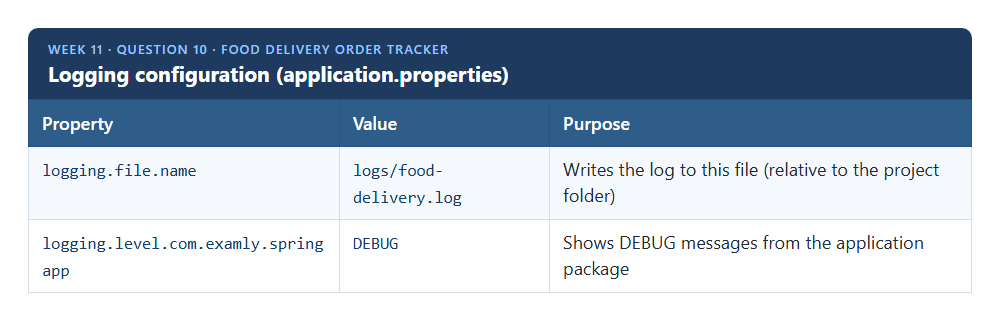 WEEK 11 · QUESTION 10 · FOOD DELIVERY ORDER TRACKER
Logging configuration (application.properties)
Property Value Purpose
logging.file.name logs/food- Writes the log to this file (relative to the project
delivery.log folder)
logging.level.com.examly.spring DEBUG Shows DEBUG messages from the application
app package